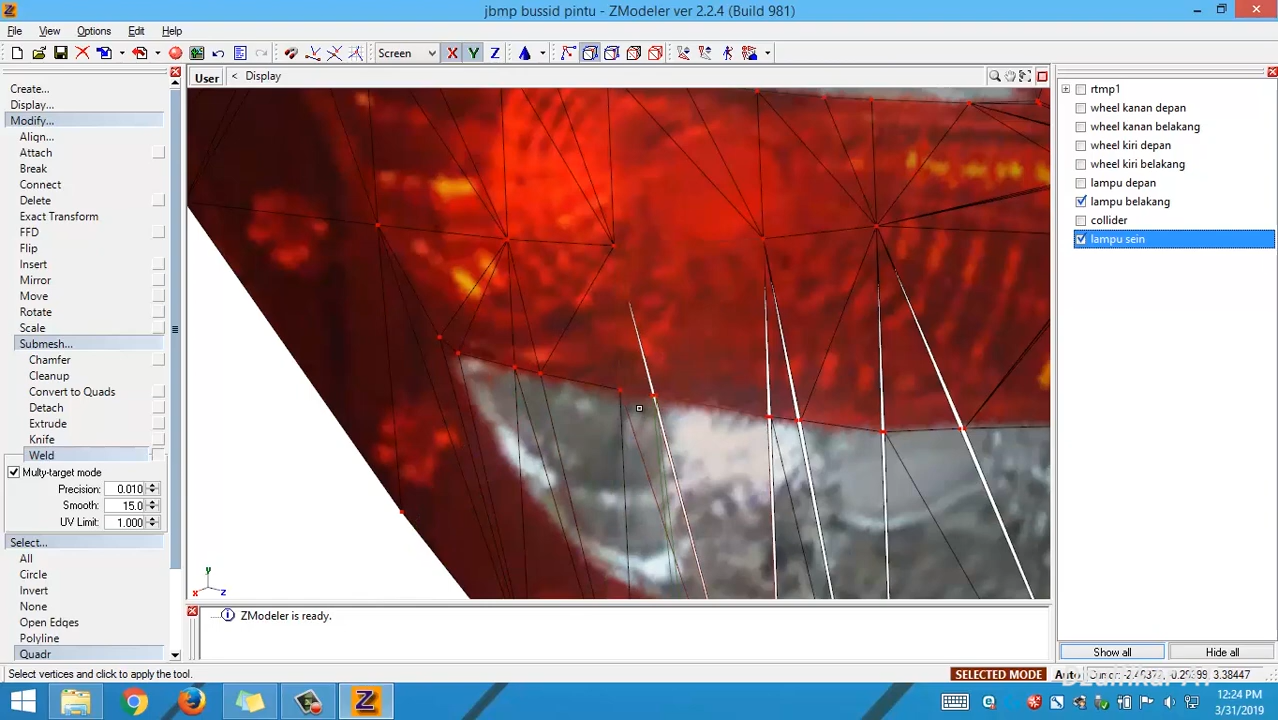 jbmp bussid pintu - ZModeler ver 2.2.4 (Build 981)
File View Options Edit Help
Screen X Y Z
Create...
Display...
Modify...
Align...
Attach
Break
Connect
Delete
Exact Transform
FFD
Flip
Insert
Mirror
Move
Rotate
Scale
Submesh...
Chamfer
Cleanup
Convert to Quads
Detach
Extrude
Knife
Weld
Multy-target mode
Precision: 0.010
Smooth: 15.0
UV Limit: 1.000
Select...
All
Circle
Invert
None
Open Edges
Polyline
Quadr
User < Display
y
x z
ZModeler is ready.
rtmp1
wheel kanan depan
wheel kanan belakang
wheel kiri depan
wheel kiri belakang
lampu depan
lampu belakang
collider
lampu sein
Show all Hide all
Select vertices and click to apply the tool.
SELECTED MODE Auto
12:24 PM
3/31/2019